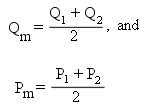 Qm = Q1 + Q2 / 2, and
Pm = P1 + P2 / 2